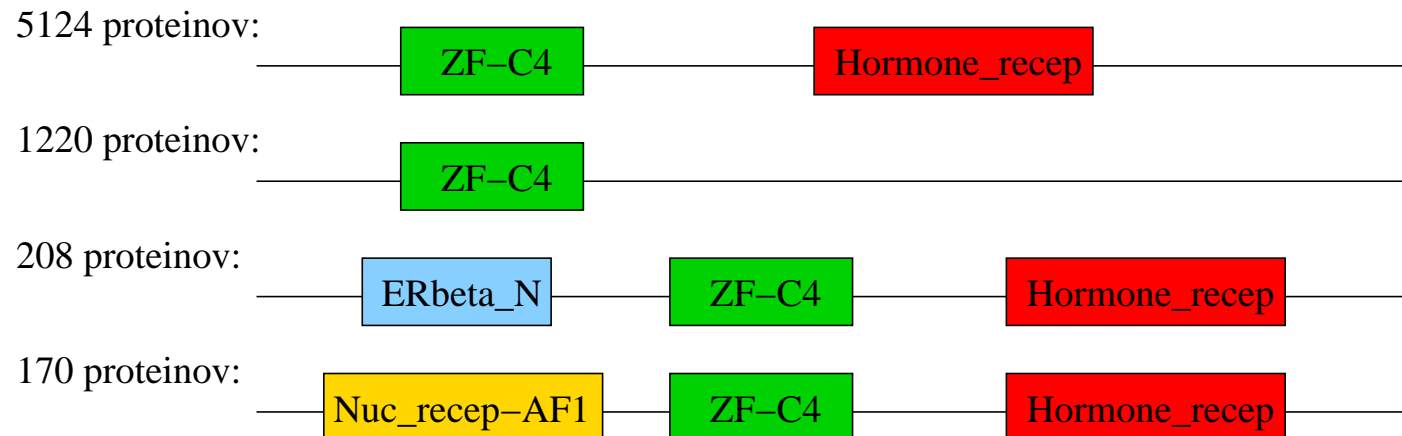 5124 proteinov:
ZF−C4 Hormone_recep
1220 proteinov:
ZF−C4
208 proteinov:
ERbeta_N ZF−C4 Hormone_recep
170 proteinov:
Nuc_recep−AF1 ZF−C4 Hormone_recep